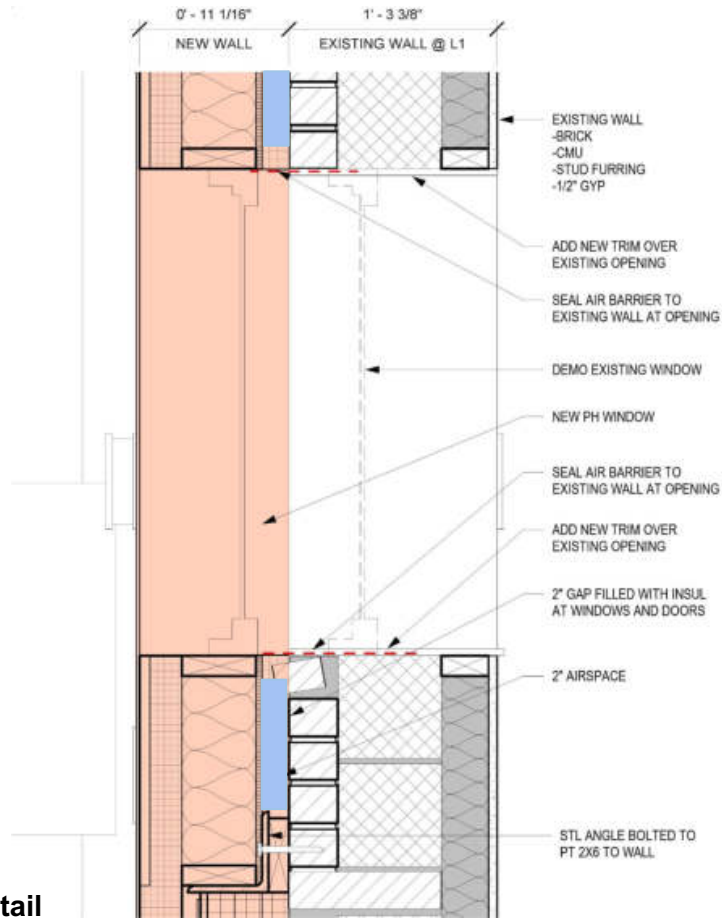 0' - 11 1/16"
1' - 3 3/8"
NEW WALL
EXISTING WALL @ L1
EXISTING WALL
-BRICK
-CMU
-STUD FURRING
-1/2" GYP
ADD NEW TRIM OVER
EXISTING OPENING
SEAL AIR BARRIER TO
EXISTING WALL AT OPENING
DEMO EXISTING WINDOW
NEW PH WINDOW
SEAL AIR BARRIER TO
EXISTING WALL AT OPENING
ADD NEW TRIM OVER
EXISTING OPENING
2" GAP FILLED WITH INSUL
AT WINDOWS AND DOORS
2" AIRSPACE
STL ANGLE BOLTED TO
PT 2X6 TO WALL
tail